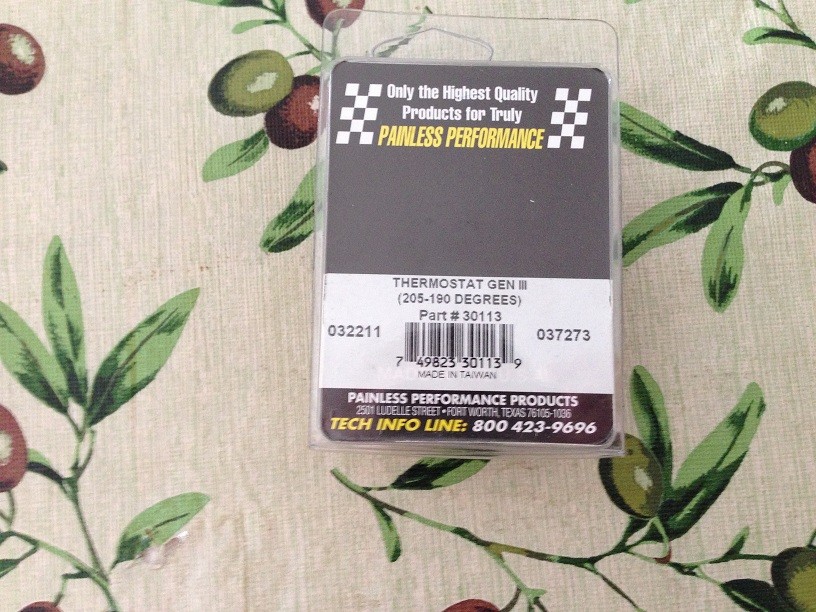 Only the Highest Quality
Products for Truly
PAINLESS PERFORMANCE
THERMOSTAT GEN III
(205-190 DEGREES)
Part # 30113
032211
037273
7 49823 30113 9
MADE IN TAIWAN
PAINLESS PERFORMANCE PRODUCTS
2501 LUDELLE STREET • FORT WORTH, TEXAS 76105-1036
TECH INFO LINE: 800 423-9696